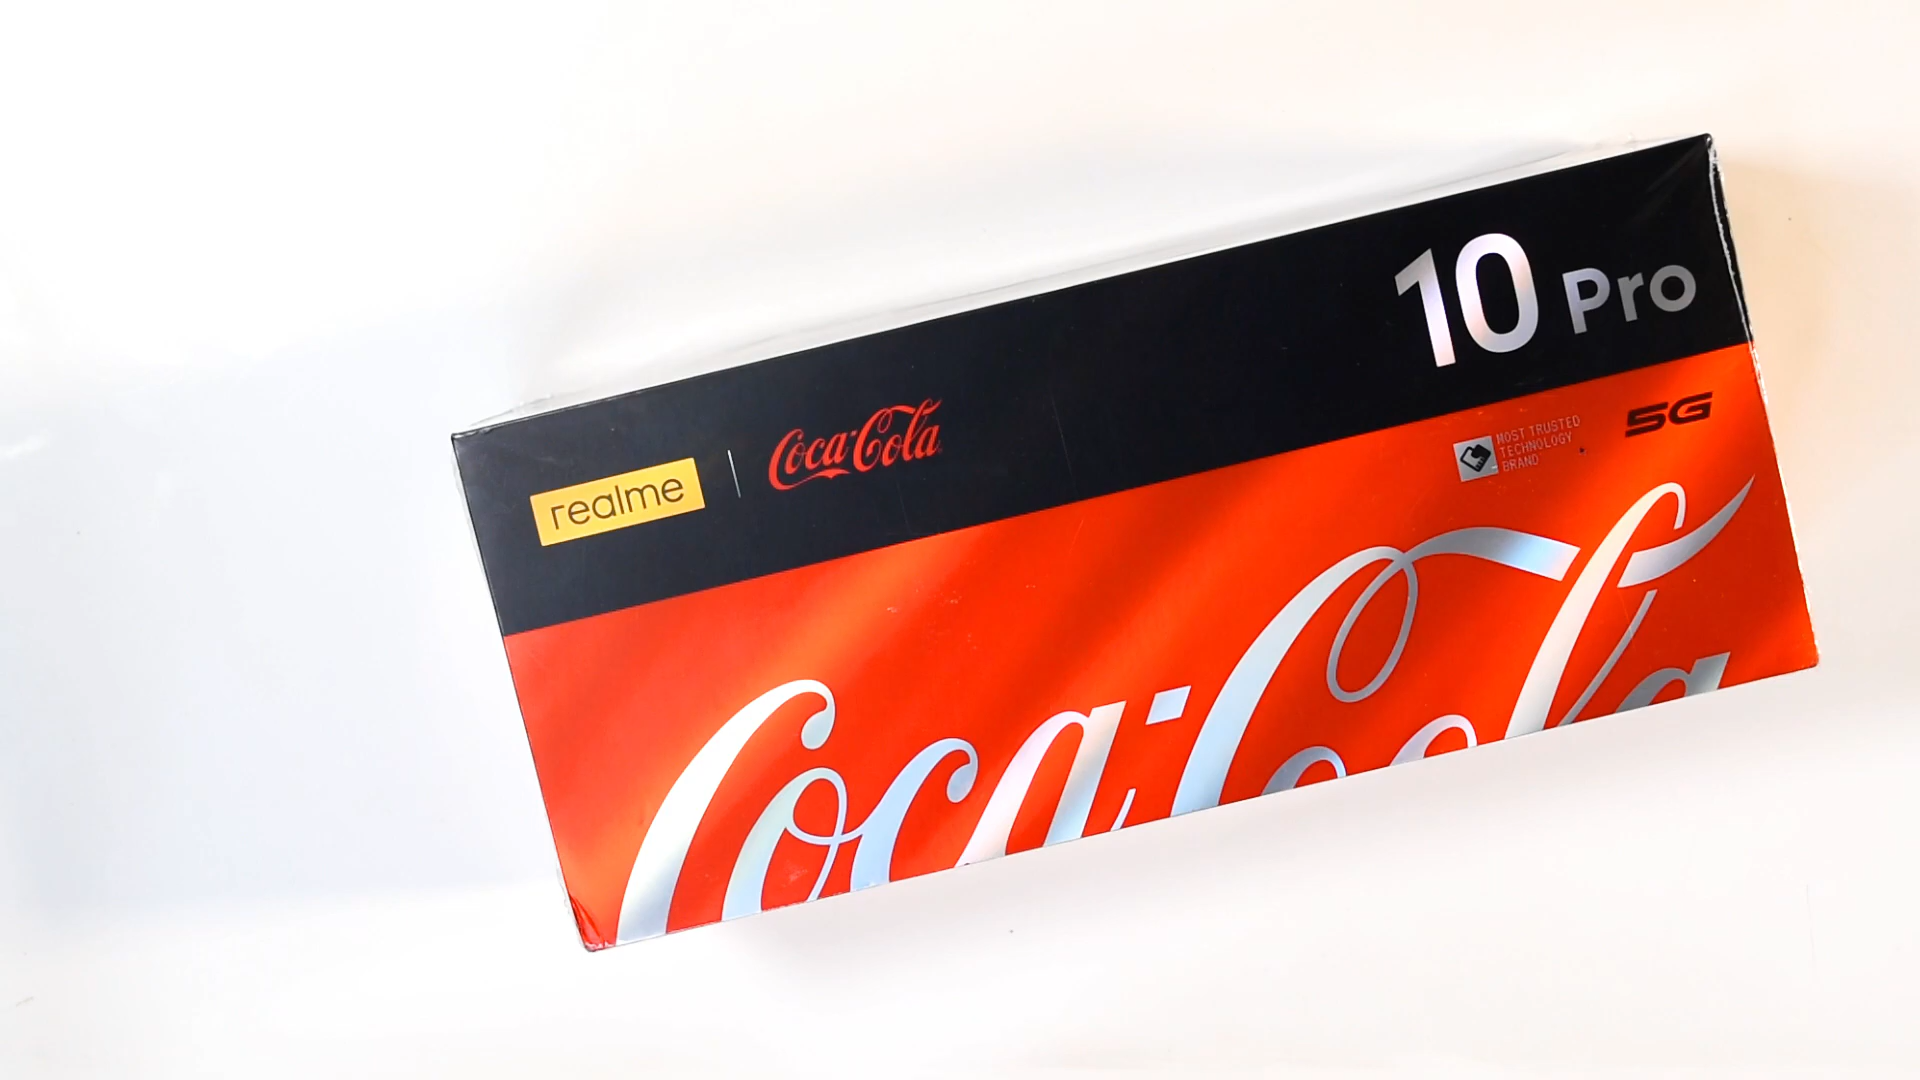 10 Pro
realme | Coca-Cola
5G
MOST TRUSTED
TECHNOLOGY
BRAND
Coca-Cola